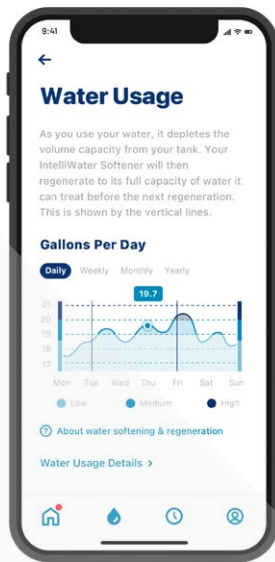 9:41
Water Usage
As you use your water, it depletes the
volume capacity from your tank. Your
IntelliWater Softener will then
regenerate to its full capacity of water it
can treat before the next regeneration.
This is shown by the vertical lines.
Gallons Per Day
Daily Weekly Monthly Yearly
19.7
21
20
19
18
17
Mon Tue Wed Thu Fri Sat Sun
Low Medium High
? About water softening & regeneration
Water Usage Details >